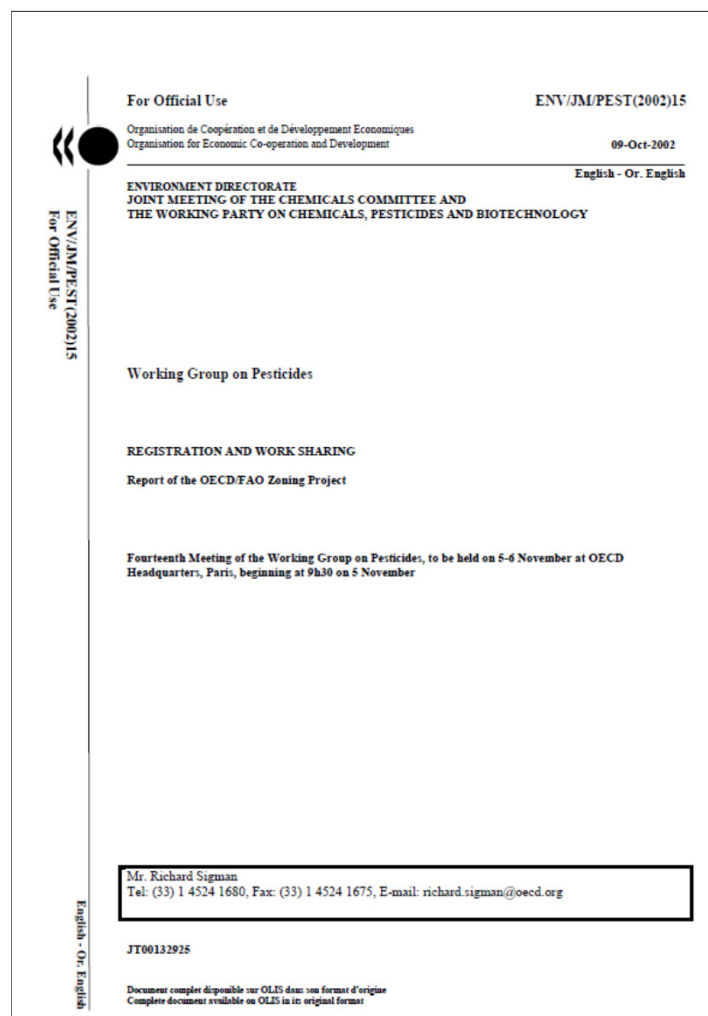 For Official Use ENV/JM/PEST(2002)15
Organisation de Coopération et de Développement Economiques
Organisation for Economic Co-operation and Development 09-Oct-2002
English - Or. English
ENVIRONMENT DIRECTORATE
JOINT MEETING OF THE CHEMICALS COMMITTEE AND
THE WORKING PARTY ON CHEMICALS, PESTICIDES AND BIOTECHNOLOGY
ENV/JM/PEST(2002)15
For Official Use
Working Group on Pesticides
REGISTRATION AND WORK SHARING
Report of the OECD/FAO Zoning Project
Fourteenth Meeting of the Working Group on Pesticides, to be held on 5-6 November at OECD
Headquarters, Paris, beginning at 9h30 on 5 November
Mr. Richard Sigman
Tel: (33) 1 4524 1680, Fax: (33) 1 4524 1675, E-mail: richard.sigman@oecd.org
English - Or. English
JT00132925
Document complet disponible sur OLIS dans son format d'origine
Complete document available on OLIS in its original format